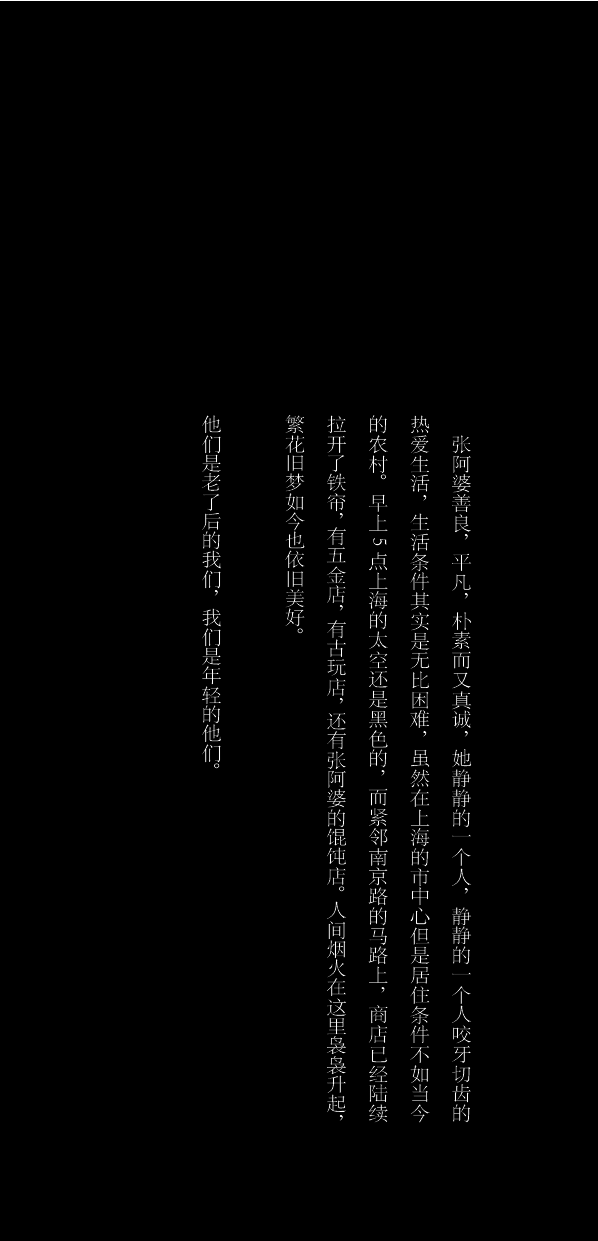 张阿婆善良，平凡，朴素而又真诚，她静静的一个人，静静的一个人咬牙切齿的
热爱生活，生活条件其实是无比困难，虽然在上海的市中心但是居住条件不如当今
的农村。早上5点上海的太空还是黑色的，而紧邻南京路的马路上，商店已经陆续
拉开了铁帘，有五金店，有古玩店，还有张阿婆的馄饨店。人间烟火在这里袅袅升起，
繁花旧梦如今也依旧美好。
他们是老了后的我们，我们是年轻的他们。